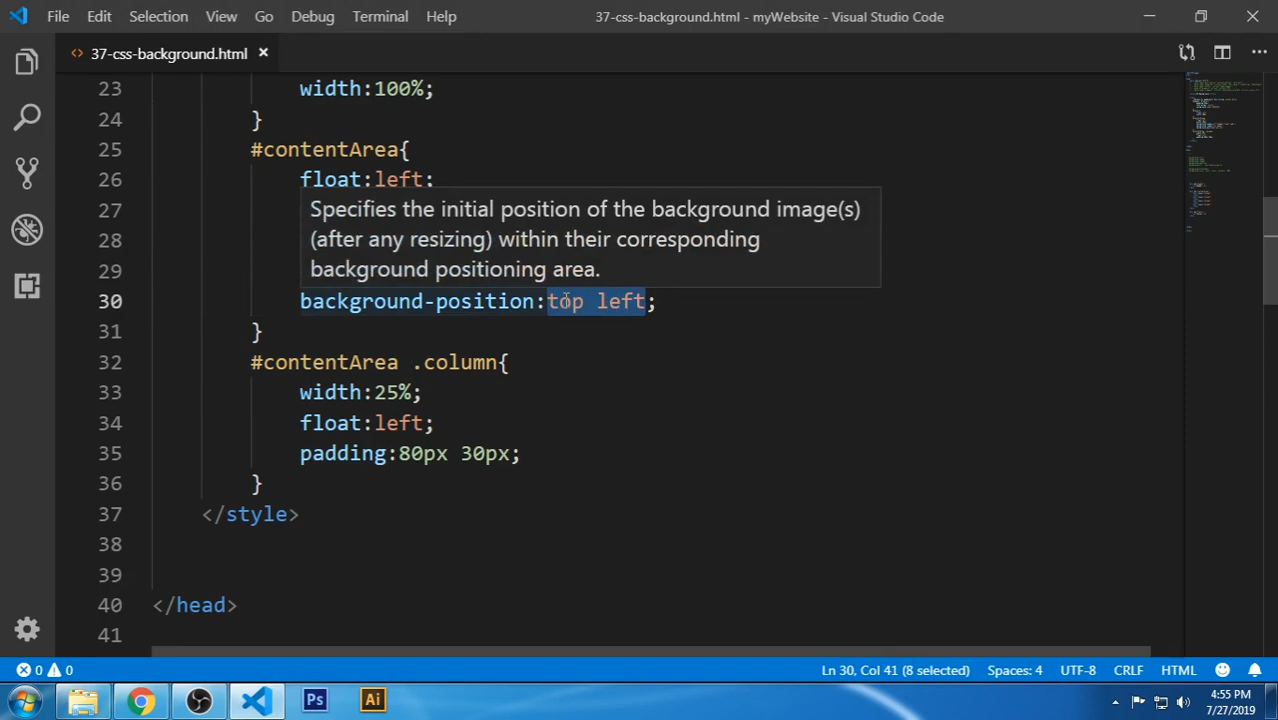 File Edit Selection View Go Debug Terminal Help
37-css-background.html - myWebsite - Visual Studio Code
37-css-background.html
23 width:100%;
24 }
25 #contentArea{
26 float:left;
27
28
29
Specifies the initial position of the background image(s)
(after any resizing) within their corresponding
background positioning area.
30 background-position:top left;
31 }
32 #contentArea .column{
33 width:25%;
34 float:left;
35 padding:80px 30px;
36 }
37 </style>
38
39
40 </head>
41
0 0
Ln 30, Col 41 (8 selected) Spaces: 4 UTF-8 CRLF HTML
Ps Ai
4:55 PM
7/27/2019